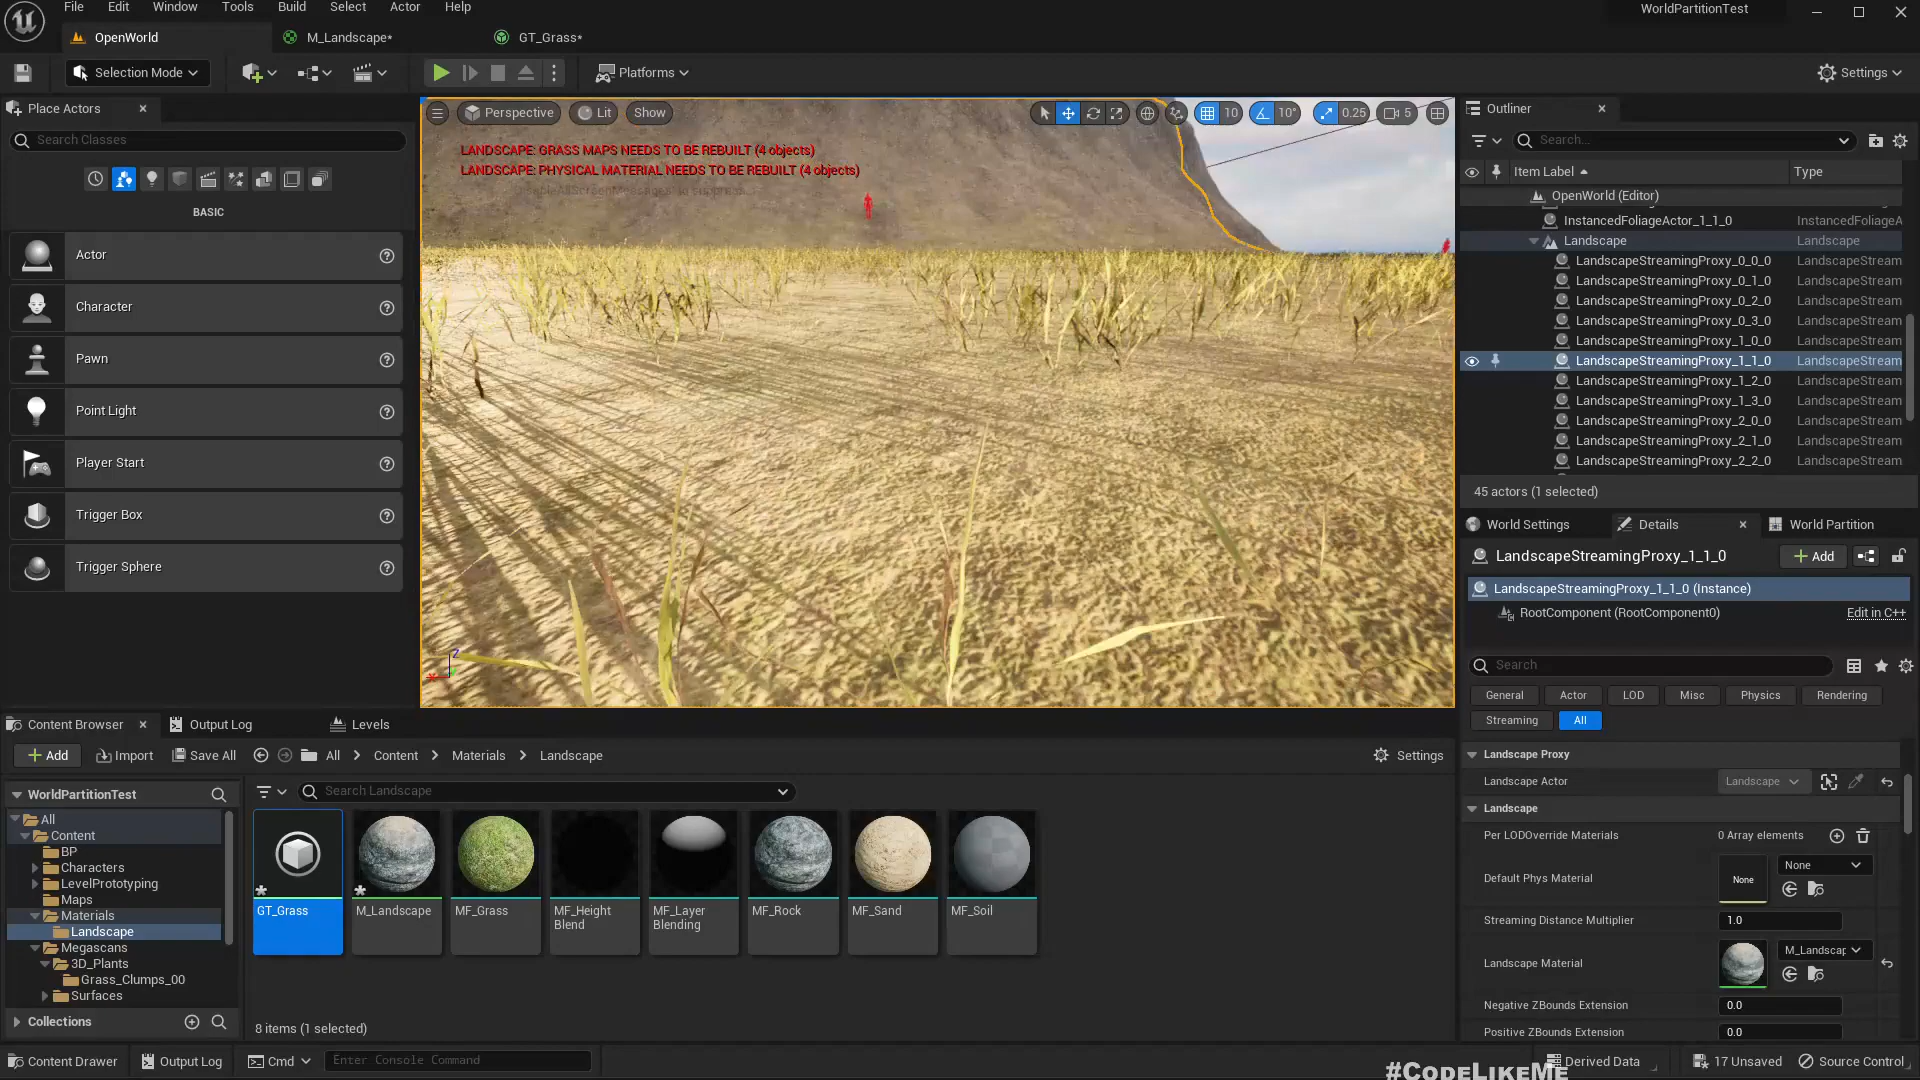 File Edit Window Tools Build Select Actor Help
WorldPartitionTest
OpenWorld
M_Landscape*
GT_Grass*
Selection Mode
Platforms
Settings
Place Actors
Search Classes
BASIC
Actor
Character
Pawn
Point Light
Player Start
Trigger Box
Trigger Sphere
Perspective
Lit
Show
10
10°
0.25
5
LANDSCAPE: GRASS MAPS NEEDS TO BE REBUILT (4 objects)
LANDSCAPE: PHYSICAL MATERIAL NEEDS TO BE REBUILT (4 objects)
Outliner
Search...
Item Label
Type
OpenWorld (Editor)
InstancedFoliageActor_1_1_0 InstancedFoliageA
Landscape Landscape
LandscapeStreamingProxy_0_0_0 LandscapeStream
LandscapeStreamingProxy_0_1_0 LandscapeStream
LandscapeStreamingProxy_0_2_0 LandscapeStream
LandscapeStreamingProxy_0_3_0 LandscapeStream
LandscapeStreamingProxy_1_0_0 LandscapeStream
LandscapeStreamingProxy_1_1_0 LandscapeStream
LandscapeStreamingProxy_1_2_0 LandscapeStream
LandscapeStreamingProxy_1_3_0 LandscapeStream
LandscapeStreamingProxy_2_0_0 LandscapeStream
LandscapeStreamingProxy_2_1_0 LandscapeStream
LandscapeStreamingProxy_2_2_0 LandscapeStream
45 actors (1 selected)
World Settings
Details
World Partition
LandscapeStreamingProxy_1_1_0
Add
LandscapeStreamingProxy_1_1_0 (Instance)
RootComponent (RootComponent0)
Edit in C++
Search
General Actor LOD Misc Physics Rendering
Streaming All
Landscape Proxy
Landscape Actor Landscape
Landscape
Per LODOverride Materials 0 Array elements
Default Phys Material None None
Streaming Distance Multiplier 1.0
Landscape Material M_Landscap
Negative ZBounds Extension 0.0
Positive ZBounds Extension 0.0
Content Browser
Output Log
Levels
Add
Import
Save All
All > Content > Materials > Landscape
Settings
WorldPartitionTest
All
Content
BP
Characters
LevelPrototyping
Maps
Materials
Landscape
Megascans
3D_Plants
Grass_Clumps_00
Surfaces
Collections
Search Landscape
GT_Grass
M_Landscape
MF_Grass
MF_Height
Blend
MF_Layer
Blending
MF_Rock
MF_Sand
MF_Soil
8 items (1 selected)
Content Drawer
Output Log
Cmd
Enter Console Command
#CodeLikeMe
Derived Data
17 Unsaved
Source Control